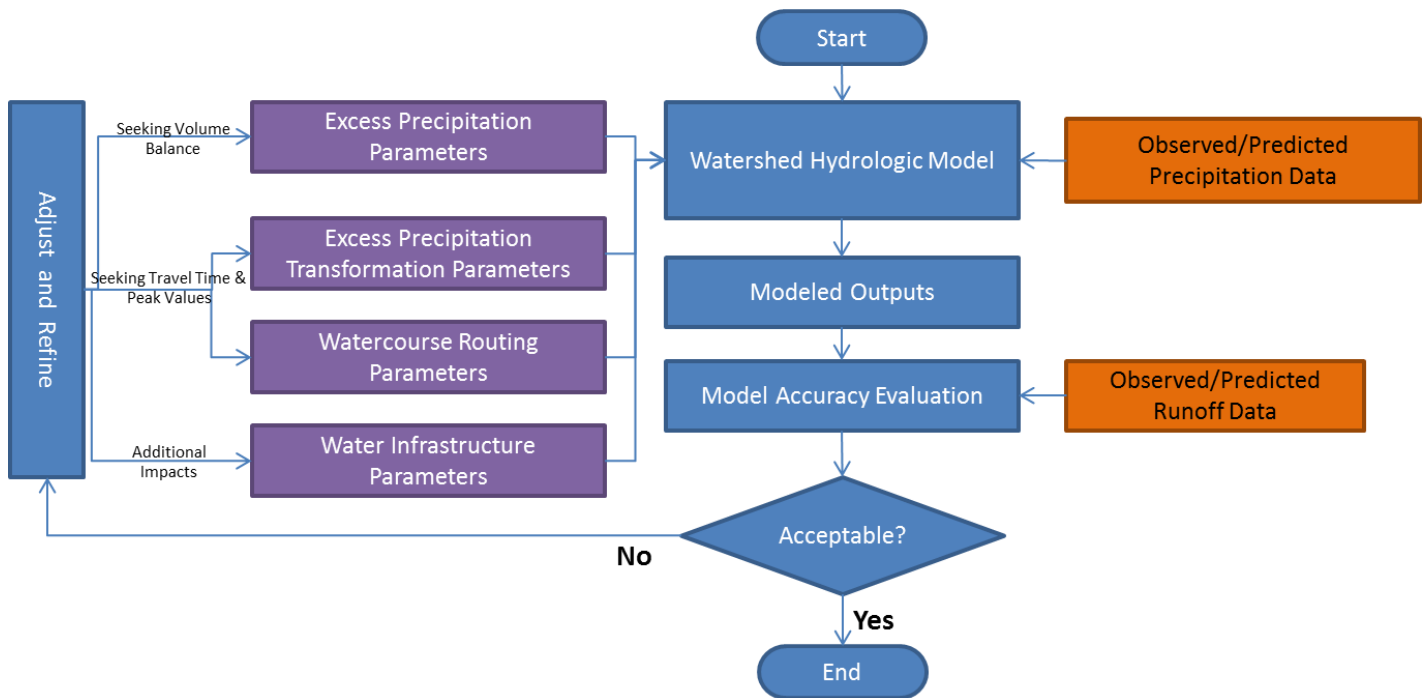 Start
Adjust and Refine
Seeking Volume
Balance
Excess Precipitation
Parameters
Watershed Hydrologic Model
Observed/Predicted
Precipitation Data
Seeking Travel Time &
Peak Values
Excess Precipitation
Transformation Parameters
Modeled Outputs
Watercourse Routing
Parameters
Model Accuracy Evaluation
Observed/Predicted
Runoff Data
Additional
Impacts
Water Infrastructure
Parameters
Acceptable?
No
Yes
End